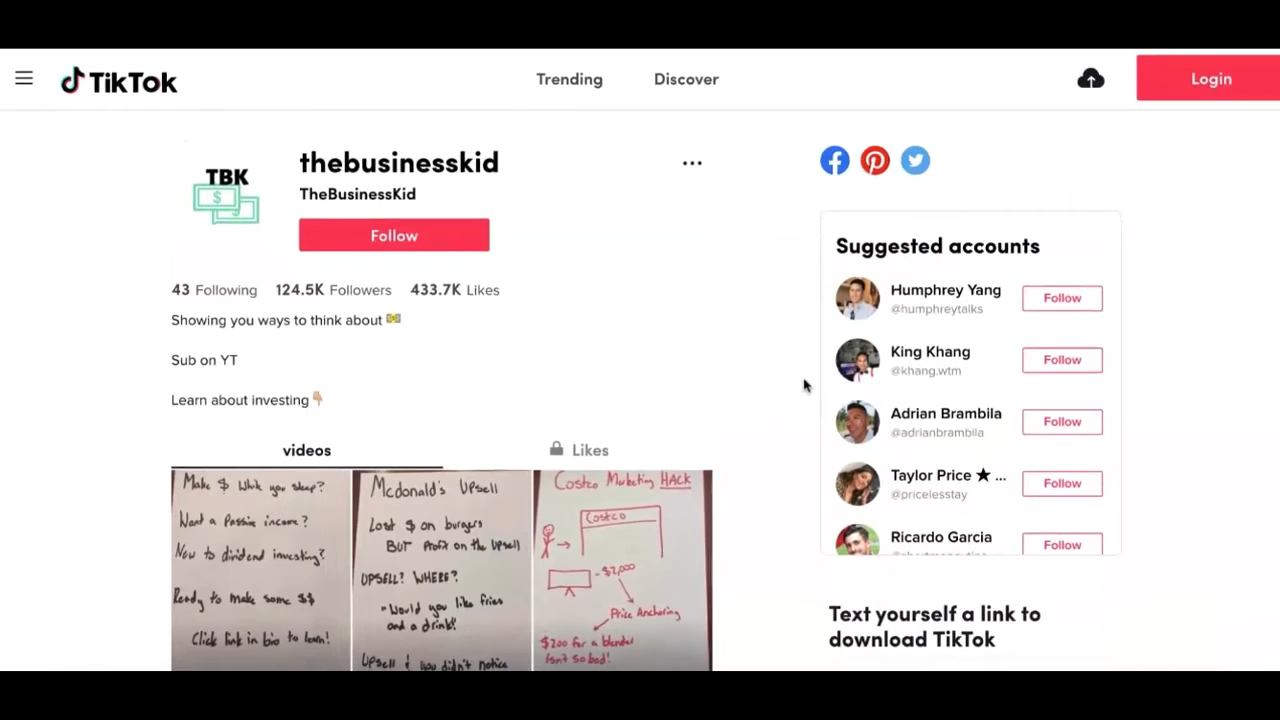 TikTok
Trending
Discover
Login
TBK
$
$
thebusinesskid
TheBusinessKid
Follow
43 Following 124.5K Followers 433.7K Likes
Showing you ways to think about
Sub on YT
Learn about investing
videos
Likes
Make $ while you sleep?
Want a Passive income?
New to dividend investing?
Ready to make some $$
Click link in bio to learn!
Mcdonald's Upsell
Lost $ on burgers
BUT Profit on the Upsell
UPSELL? WHERE?
"Would you like fries
and a drink?"
Upsell & you didn't notice
Costco Marketing HACK
Costco
- $2,000
Price Anchoring
$200 for a blender
Isn't so bad!
Suggested accounts
Humphrey Yang
@humphreytalks
Follow
King Khang
@khang.wtm
Follow
Adrian Brambila
@adrianbrambila
Follow
Taylor Price ★ ...
@pricelesstay
Follow
Ricardo Garcia
Follow
Text yourself a link to
download TikTok